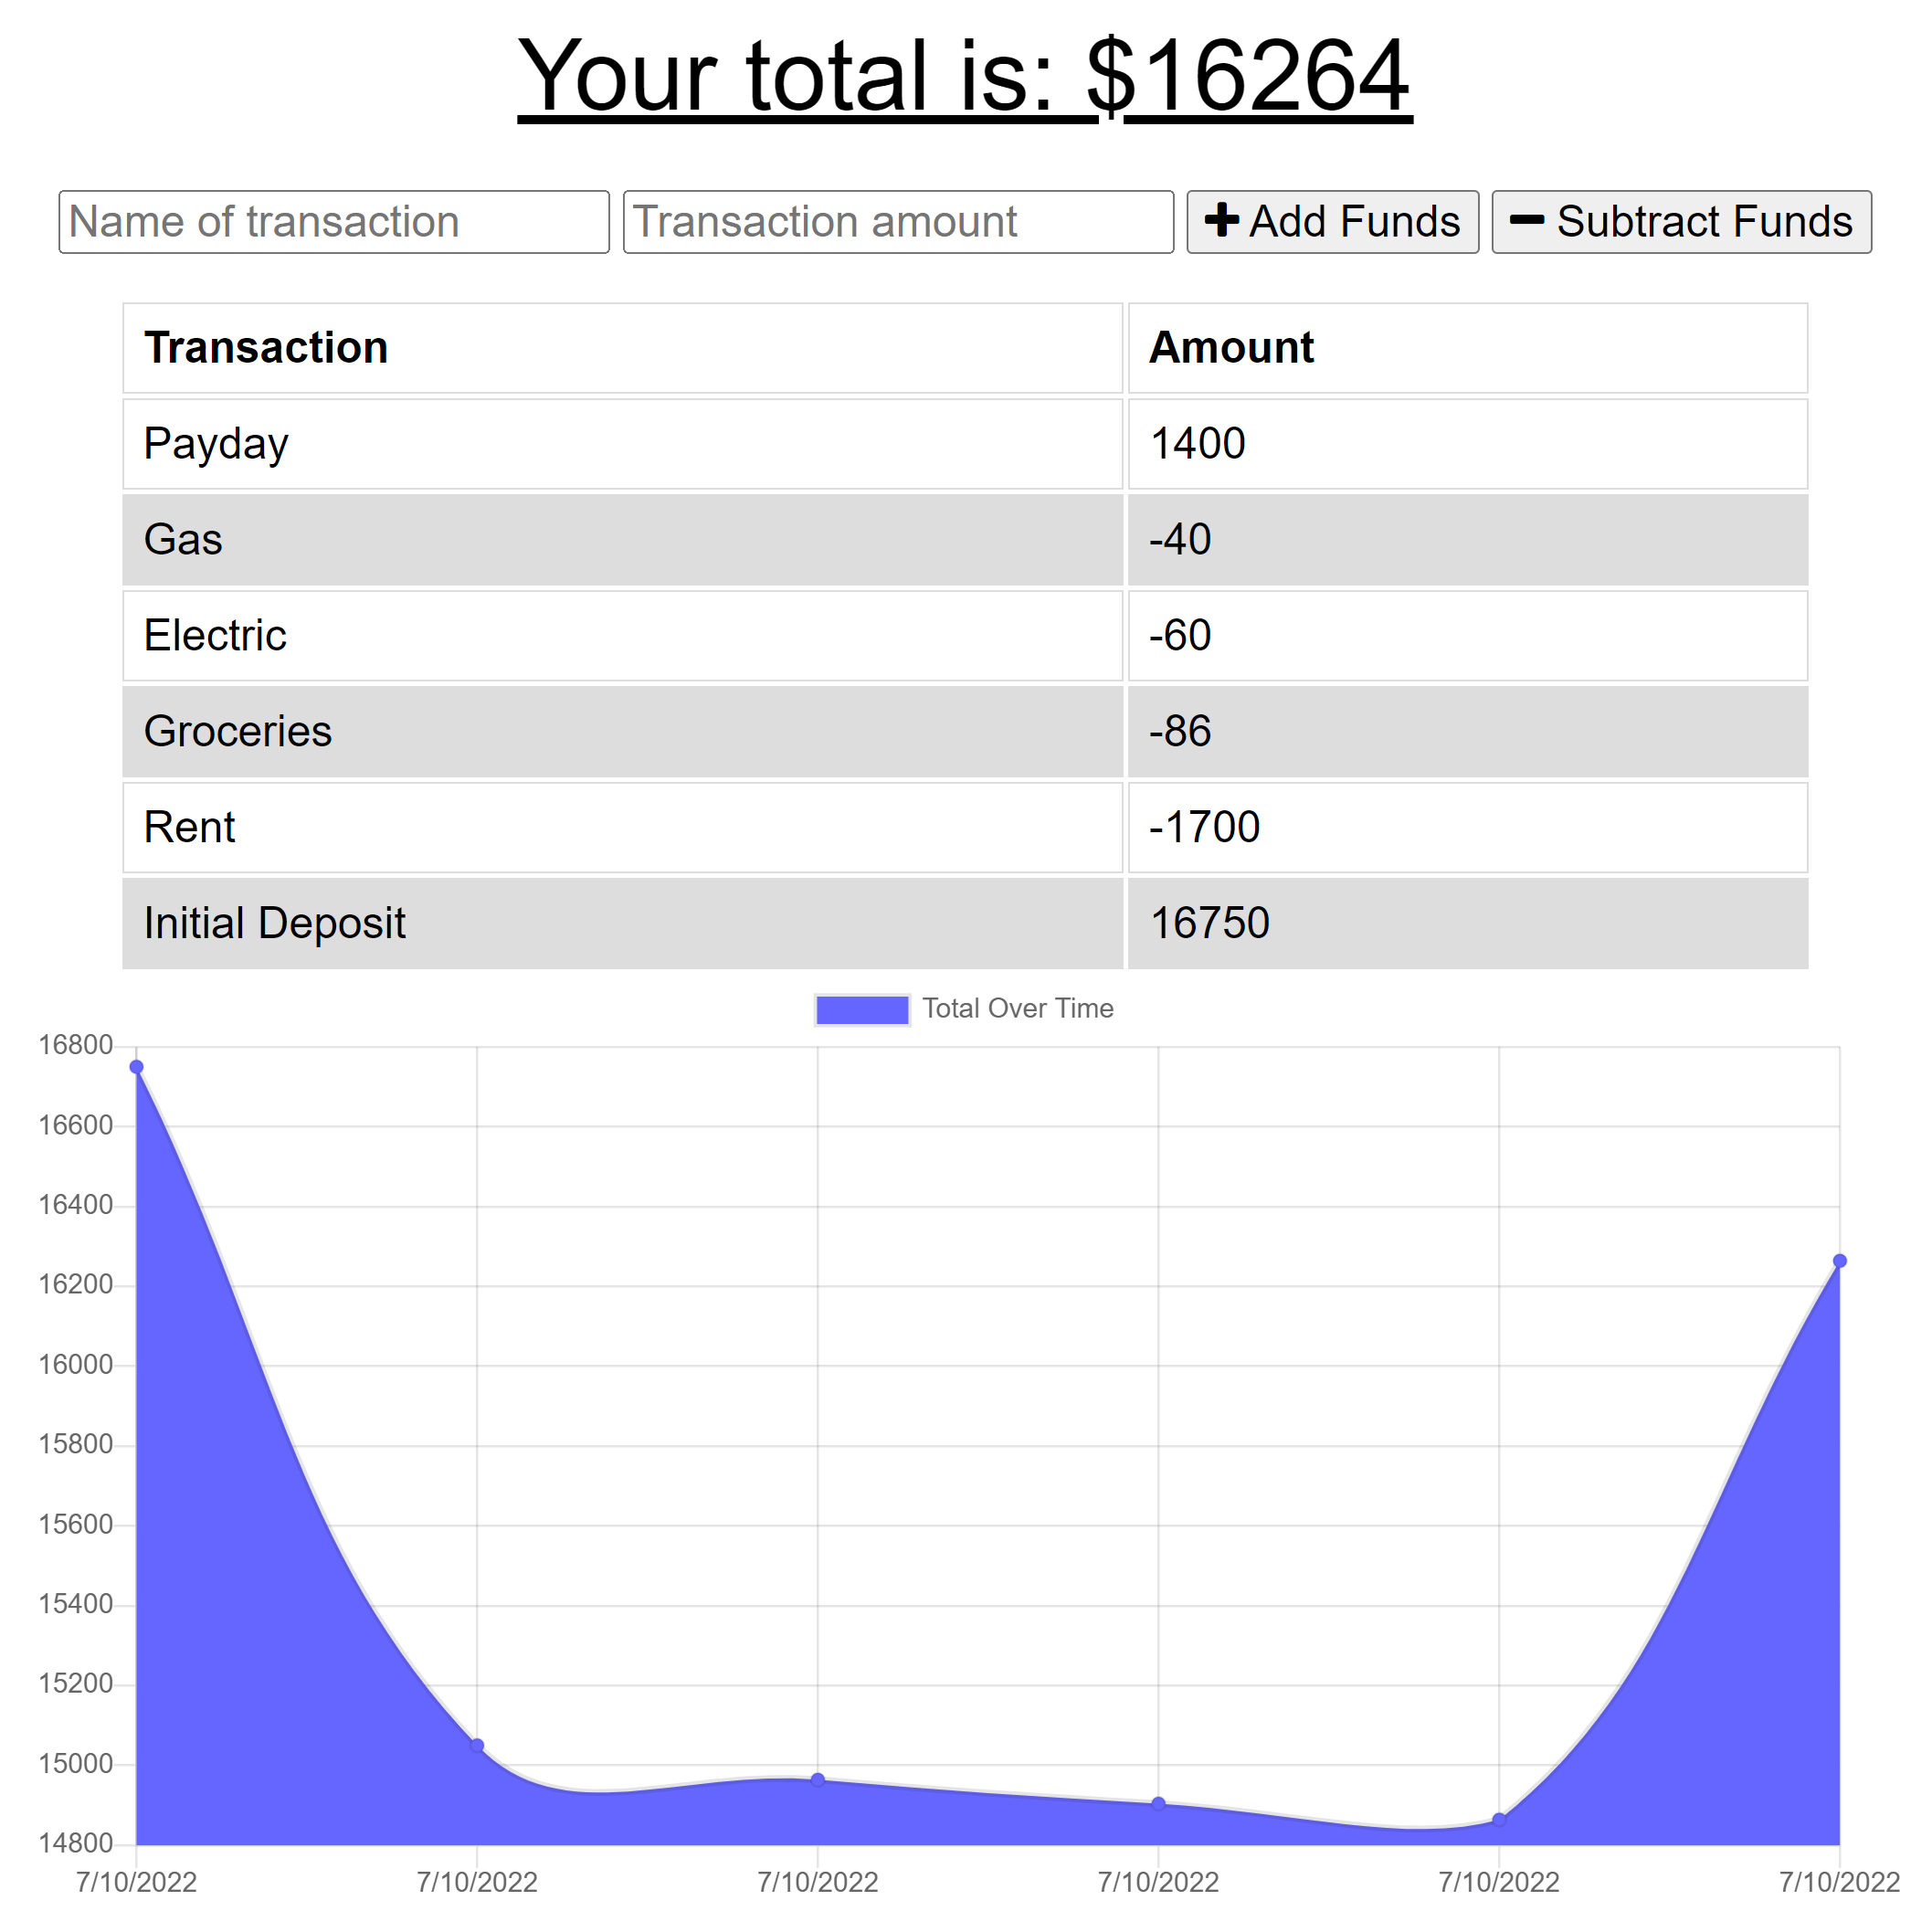 Your total is: $16264
Name of transaction Transaction amount Add Funds Subtract Funds
Transaction Amount
Payday 1400
Gas -40
Electric -60
Groceries -86
Rent -1700
Initial Deposit 16750
Total Over Time
16800
16600
16400
16200
16000
15800
15600
15400
15200
15000
14800
7/10/2022 7/10/2022 7/10/2022 7/10/2022 7/10/2022 7/10/2022